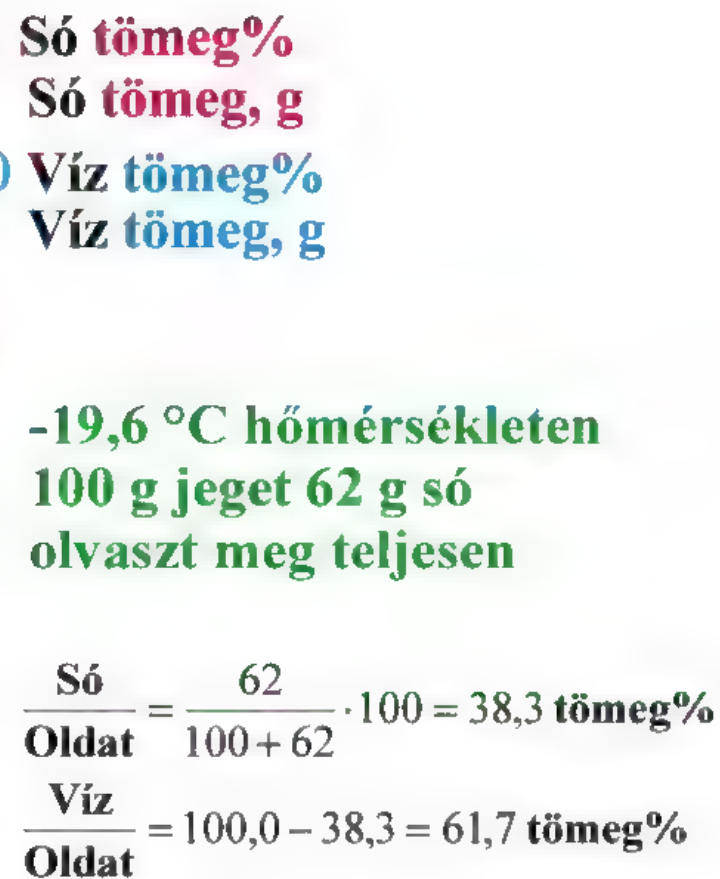 Só tömeg%
Só tömeg, g
) Víz tömeg%
Víz tömeg, g
-19,6 °C hőmérsékleten
100 g jeget 62 g só
olvaszt meg teljesen
Só/Oldat = 62/(100 + 62) · 100 = 38,3 tömeg%
Víz/Oldat = 100,0 – 38,3 = 61,7 tömeg%